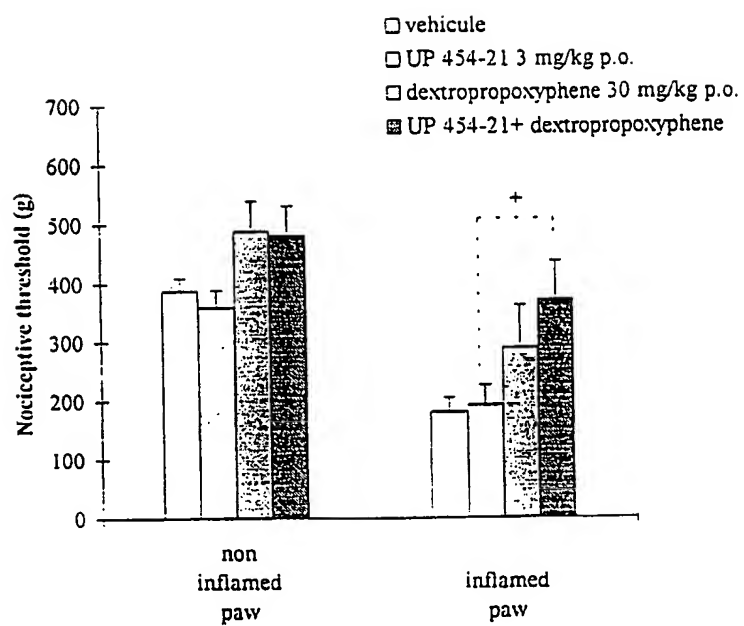 vehicule
UP 454-21 3 mg/kg p.o.
dextropropoxyphene 30 mg/kg p.o.
UP 454-21+ dextropropoxyphene
Nociceptive threshold (g)
700
600
500
400
300
200
100
0
+
non
inflamed
paw
inflamed
paw